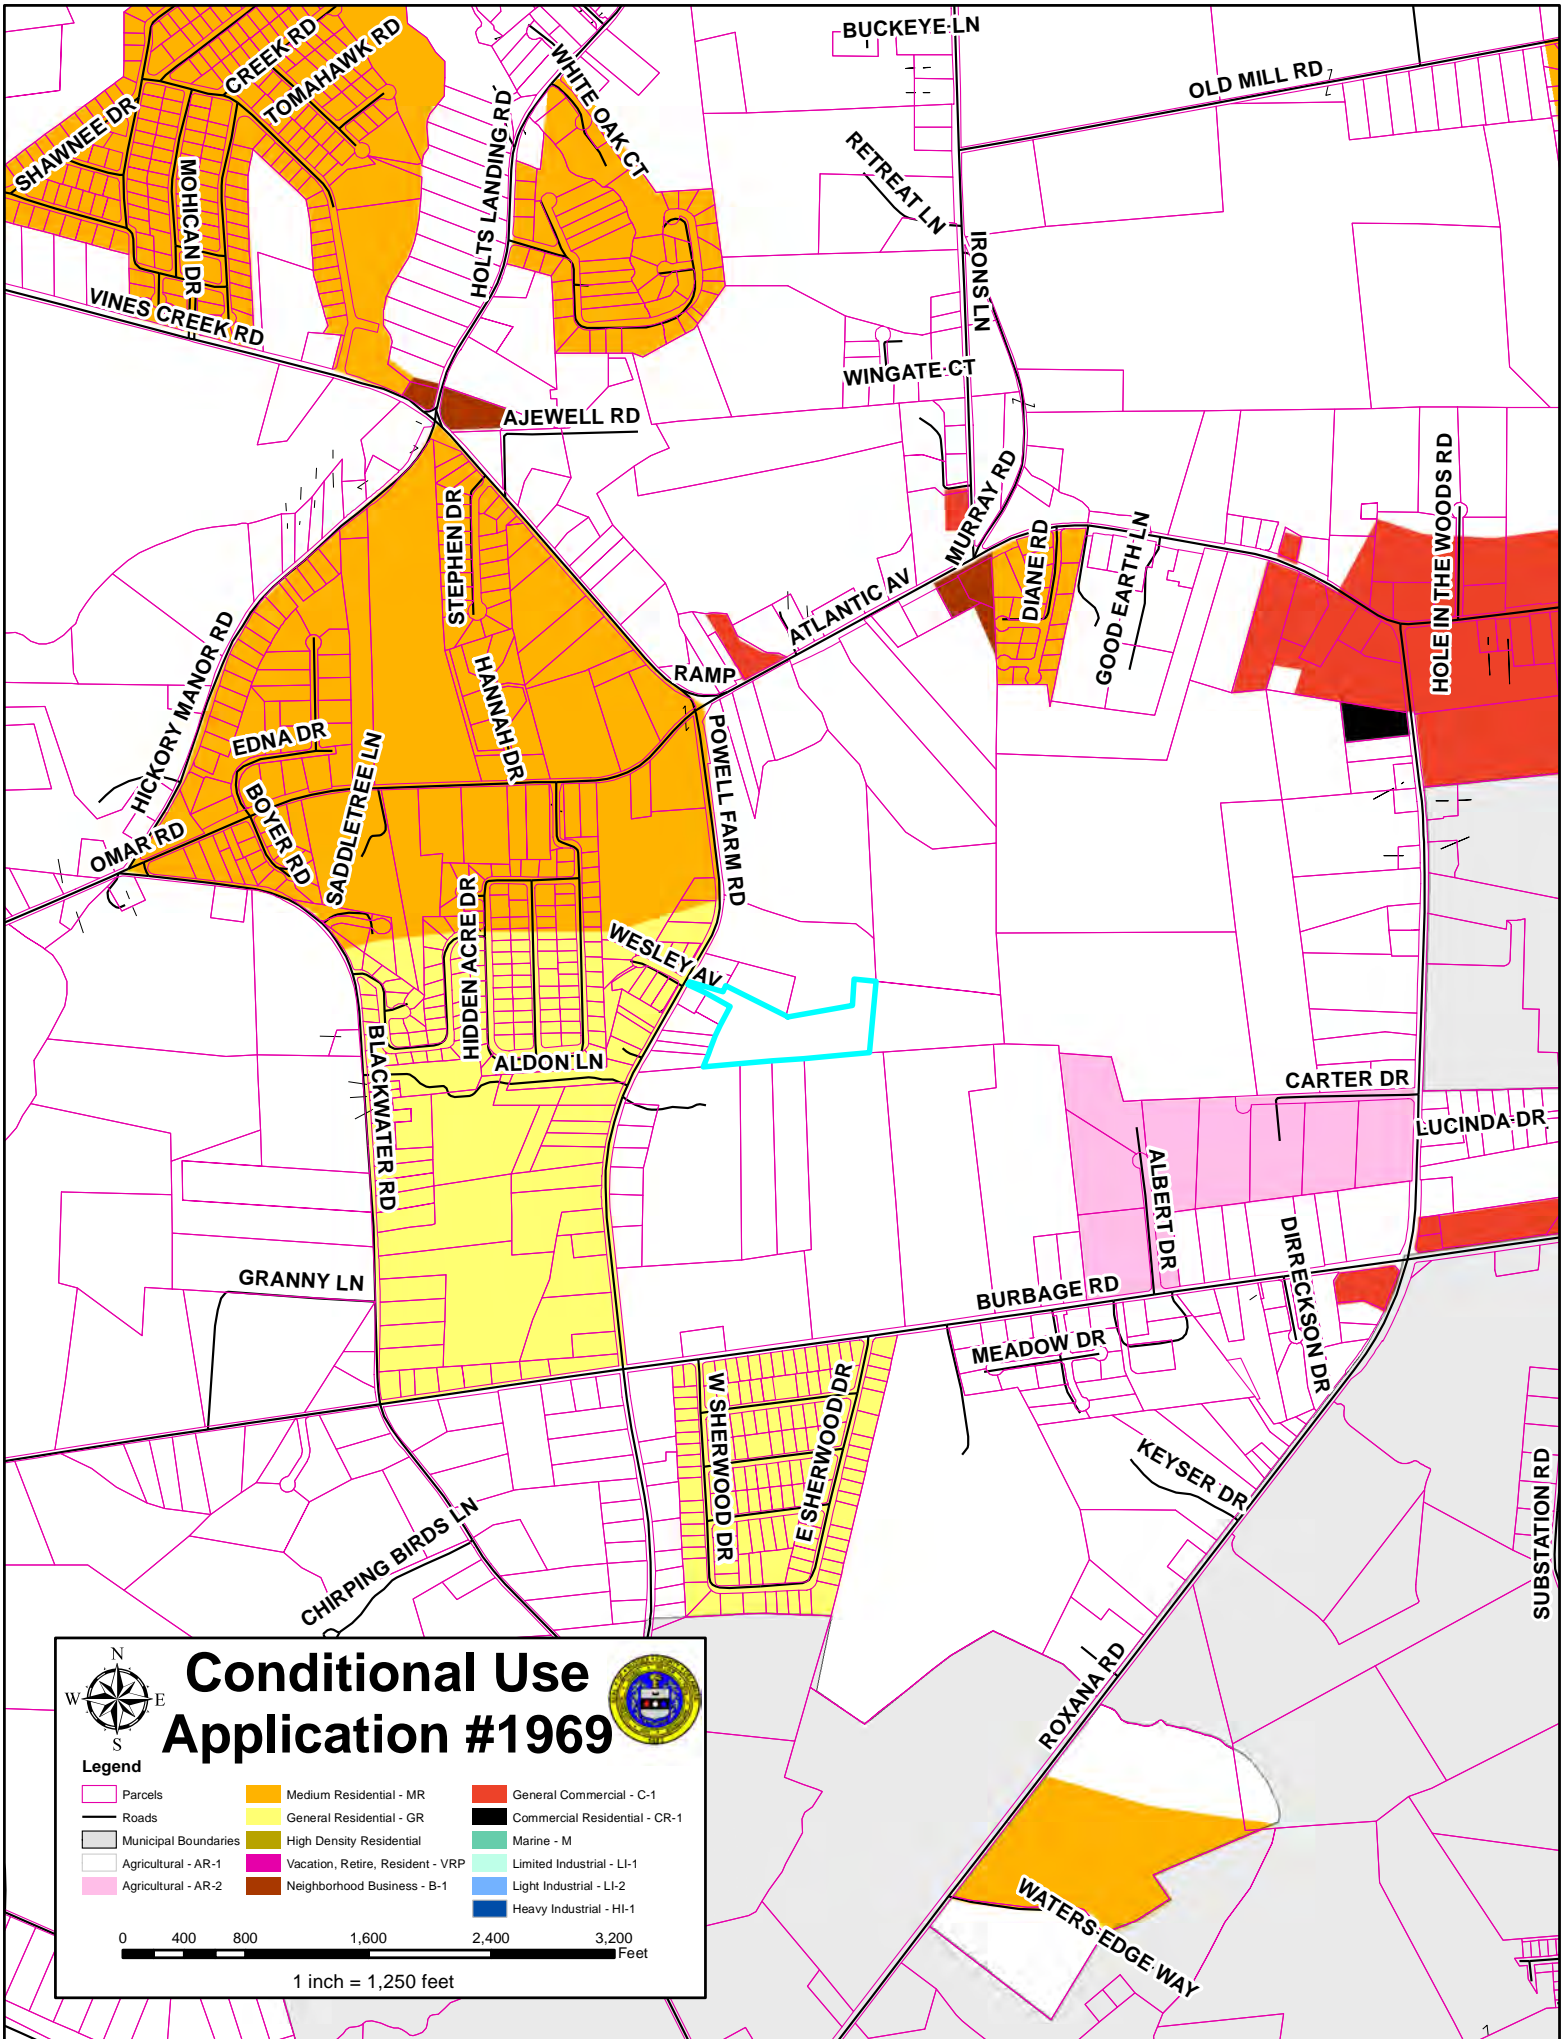 BUCKEYE LN
CREEK RD
TOMAHAWK RD
WHITE OAK CT
OLD MILL RD
SHAWNEE DR
HOLTS LANDING RD
MOHICAN DR
RETREAT LN
IRONS LN
VINES CREEK RD
WINGATE CT
AJEWELL RD
STEPHEN DR
MURRAY RD
HOLE IN THE WOODS RD
DIANE RD
GOOD EARTH LN
ATLANTIC AV
RAMP
HICKORY MANOR RD
HANNAH DR
EDNA DR
SADDLETREE LN
POWELL FARM RD
BOYER RD
OMAR RD
HIDDEN ACRE DR
WESLEY AV
BLACKWATER RD
ALDON LN
CARTER DR
LUCINDA DR
ALBERT DR
DIRRECKSON DR
GRANNY LN
BURBAGE RD
MEADOW DR
W SHERWOOD DR
E SHERWOOD DR
KEYSER DR
SUBSTATION RD
CHIRPING BIRDS LN
ROXANA RD
WATERS EDGE WAY
N
W E
S
Conditional Use
Application #1969
Legend
Parcels
Roads
Municipal Boundaries
Agricultural - AR-1
Agricultural - AR-2
Medium Residential - MR
General Residential - GR
High Density Residential
Vacation, Retire, Resident - VRP
Neighborhood Business - B-1
General Commercial - C-1
Commercial Residential - CR-1
Marine - M
Limited Industrial - LI-1
Light Industrial - LI-2
Heavy Industrial - HI-1
0 400 800 1,600 2,400 3,200
Feet
1 inch = 1,250 feet